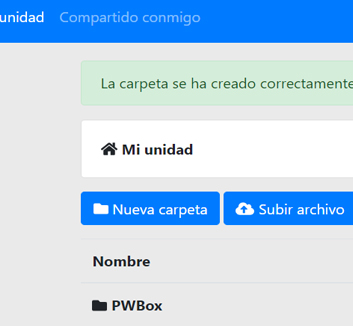 unidad Compartido conmigo
La carpeta se ha creado correctamente
Mi unidad
Nueva carpeta Subir archivo
Nombre
PWBox